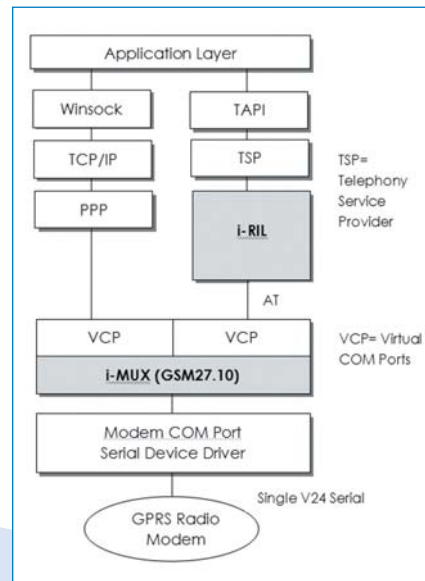 Application Layer
Winsock
TAPI
TCP/IP
TSP
TSP=
Telephony
Service
Provider
PPP
i-RIL
AT
VCP
VCP
VCP= Virtual
COM Ports
i-MUX (GSM27.10)
Modem COM Port
Serial Device Driver
Single V24 Serial
GPRS Radio
Modem